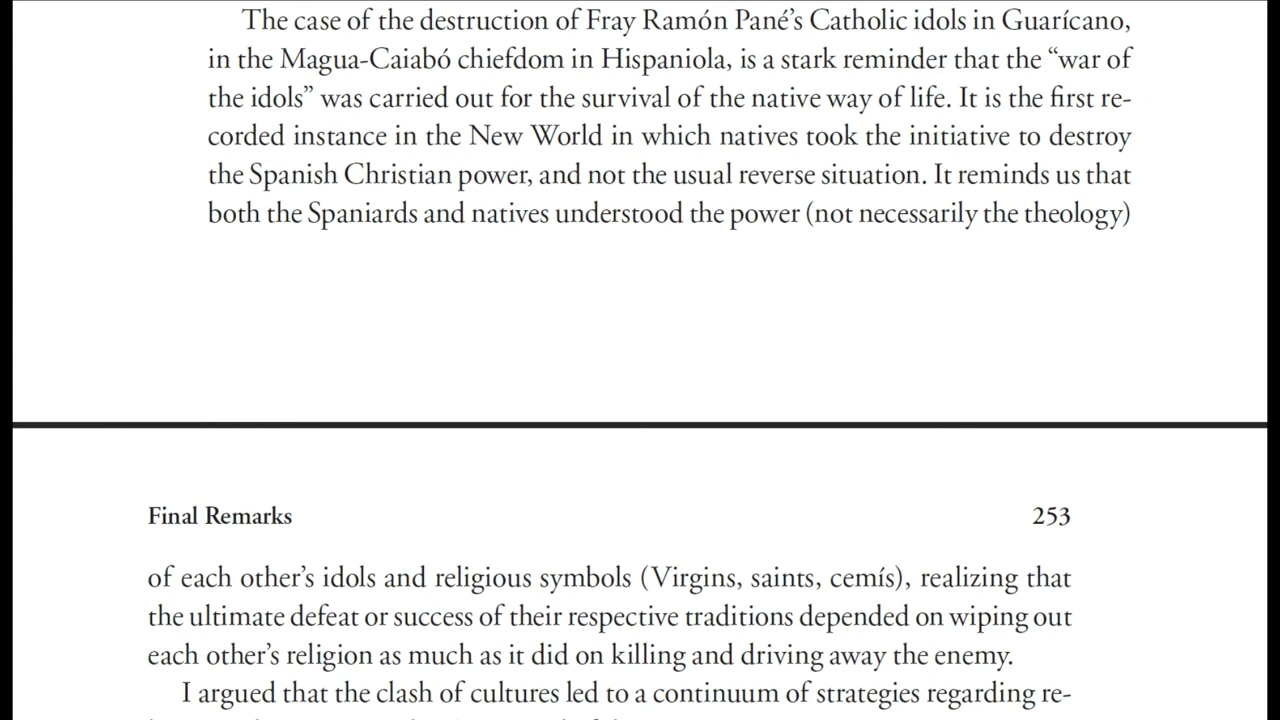 The case of the destruction of Fray Ramón Pané’s Catholic idols in Guarícano,
in the Magua-Caiabó chiefdom in Hispaniola, is a stark reminder that the “war of
the idols” was carried out for the survival of the native way of life. It is the first re-
corded instance in the New World in which natives took the initiative to destroy
the Spanish Christian power, and not the usual reverse situation. It reminds us that
both the Spaniards and natives understood the power (not necessarily the theology)
Final Remarks 253
of each other’s idols and religious symbols (Virgins, saints, cemís), realizing that
the ultimate defeat or success of their respective traditions depended on wiping out
each other’s religion as much as it did on killing and driving away the enemy.
I argued that the clash of cultures led to a continuum of strategies regarding re-